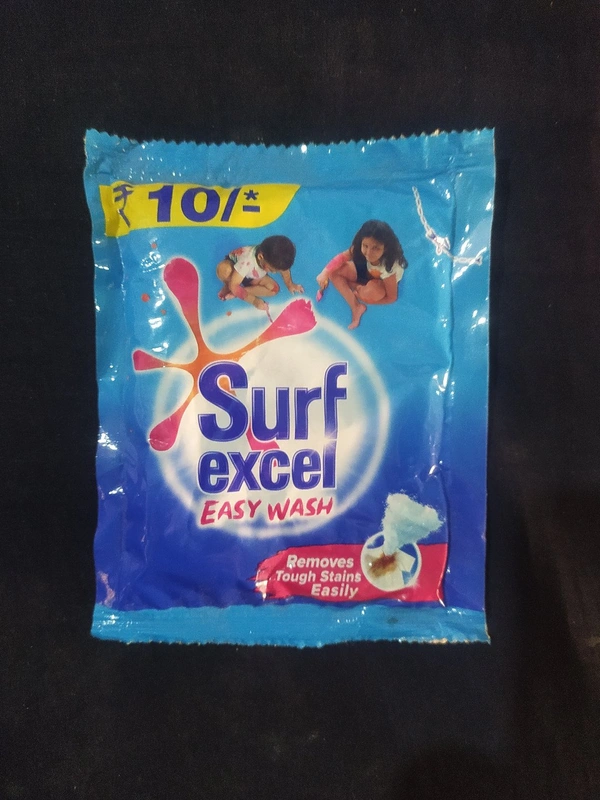 ₹ 10/-*
Surf
excel
EASY WASH
Removes
Tough Stains
Easily